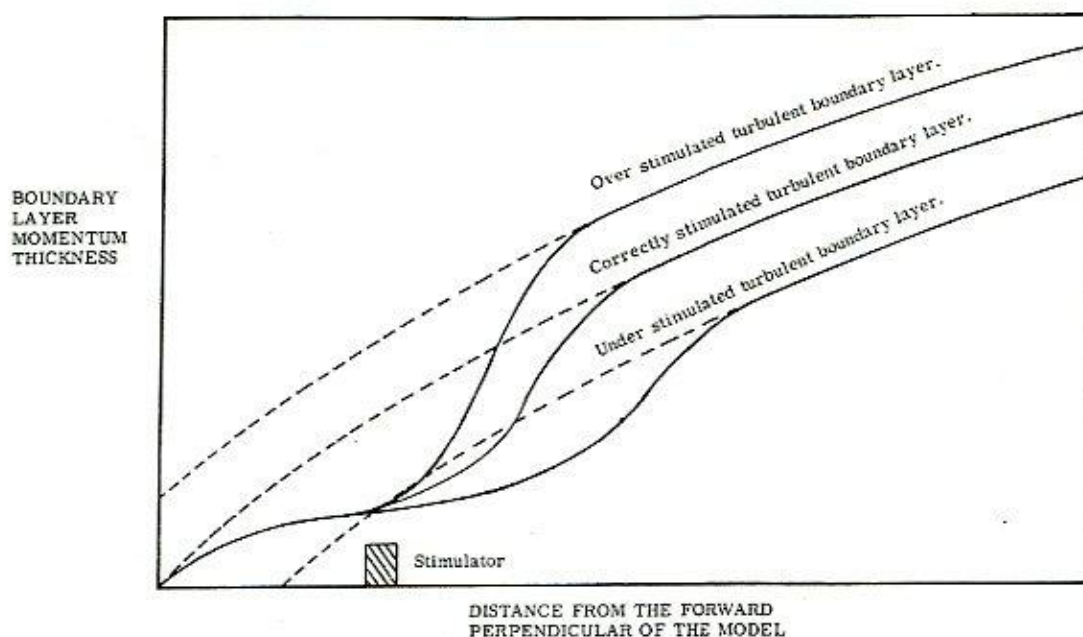 BOUNDARY
LAYER
MOMENTUM
THICKNESS
Over stimulated turbulent boundary layer.
Correctly stimulated turbulent boundary layer.
Under stimulated turbulent boundary layer.
Stimulator
DISTANCE FROM THE FORWARD
PERPENDICULAR OF THE MODEL